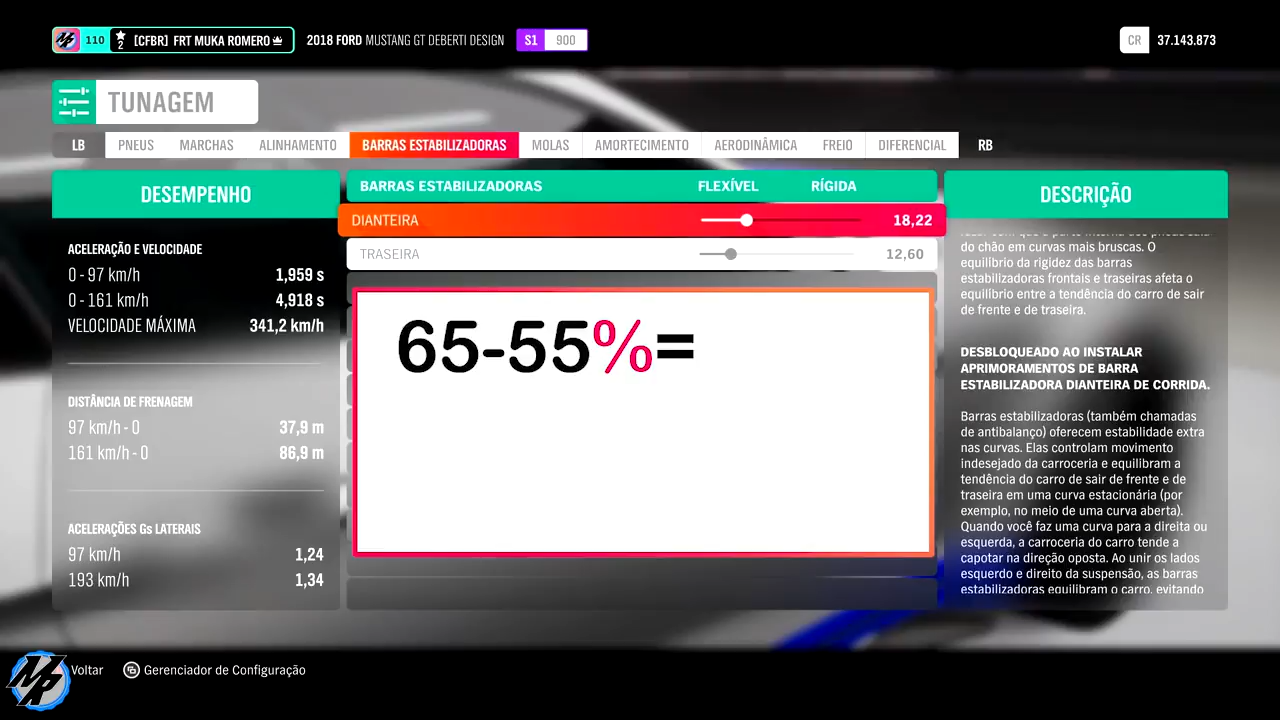 110 2 [CFBR] FRT MUKA ROMERO 2018 FORD MUSTANG GT DEBERTI DESIGN S1 900 CR 37.143.873
TUNAGEM
LB PNEUS MARCHAS ALINHAMENTO BARRAS ESTABILIZADORAS MOLAS AMORTECIMENTO AERODINÂMICA FREIO DIFERENCIAL RB
DESEMPENHO
ACELERAÇÃO E VELOCIDADE
0 - 97 km/h 1,959 s
0 - 161 km/h 4,918 s
VELOCIDADE MÁXIMA 341,2 km/h
DISTÂNCIA DE FRENAGEM
97 km/h - 0 37,9 m
161 km/h - 0 86,9 m
ACELERAÇÕES Gs LATERAIS
97 km/h 1,24
193 km/h 1,34
BARRAS ESTABILIZADORAS FLEXÍVEL RÍGIDA
DIANTEIRA 18,22
TRASEIRA 12,60
65-55%=
DESCRIÇÃO
do chão em curvas mais bruscas. O
equilíbrio da rigidez das barras
estabilizadoras frontais e traseiras afeta o
equilíbrio entre a tendência do carro de sair
de frente e de traseira.
DESBLOQUEADO AO INSTALAR
APRIMORAMENTOS DE BARRA
ESTABILIZADORA DIANTEIRA DE CORRIDA.
Barras estabilizadoras (também chamadas
de antibalanço) oferecem estabilidade extra
nas curvas. Elas controlam movimento
indesejado da carroceria e equilibram a
tendência do carro de sair de frente e de
traseira em uma curva estacionária (por
exemplo, no meio de uma curva aberta).
Quando você faz uma curva para a direita ou
esquerda, a carroceria do carro tende a
capotar na direção oposta. Ao unir os lados
esquerdo e direito da suspensão, as barras
estabilizadoras equilibram o carro, evitando
Voltar Gerenciador de Configuração